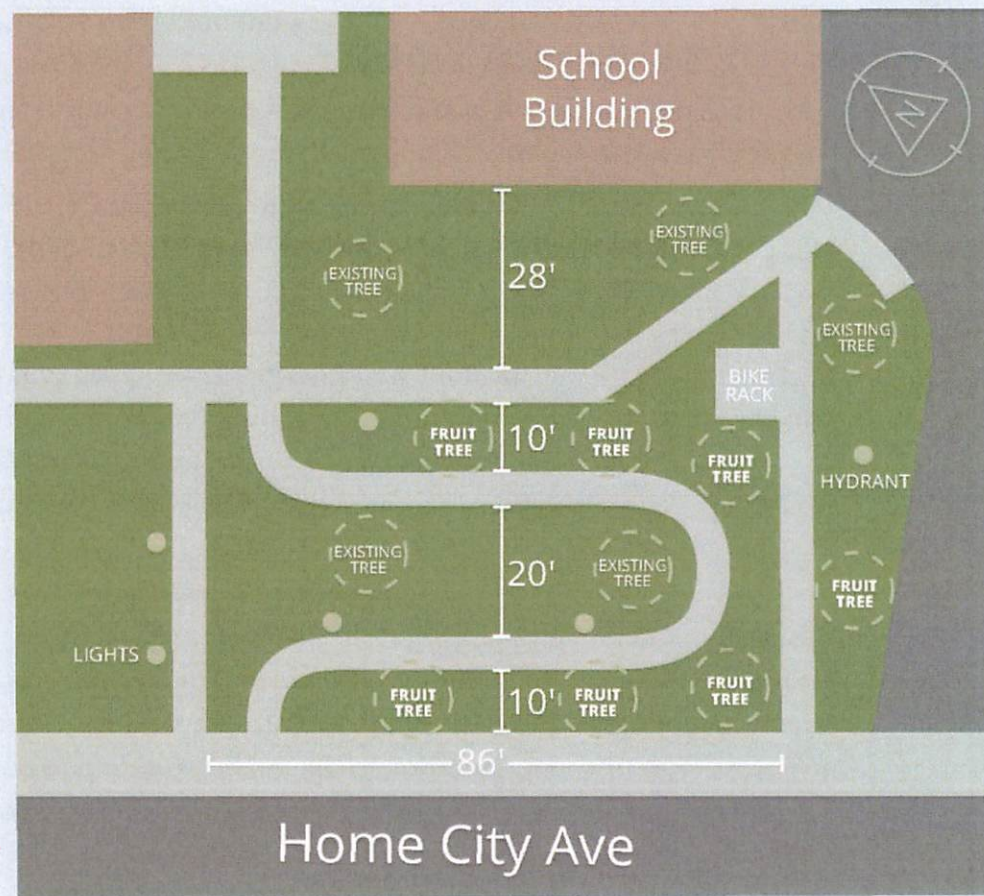 School
Building
N
EXISTING
TREE
EXISTING
TREE
28'
EXISTING
TREE
BIKE
RACK
FRUIT
TREE
10'
FRUIT
TREE
FRUIT
TREE
HYDRANT
EXISTING
TREE
20'
EXISTING
TREE
FRUIT
TREE
LIGHTS
FRUIT
TREE
10'
FRUIT
TREE
FRUIT
TREE
86'
Home City Ave